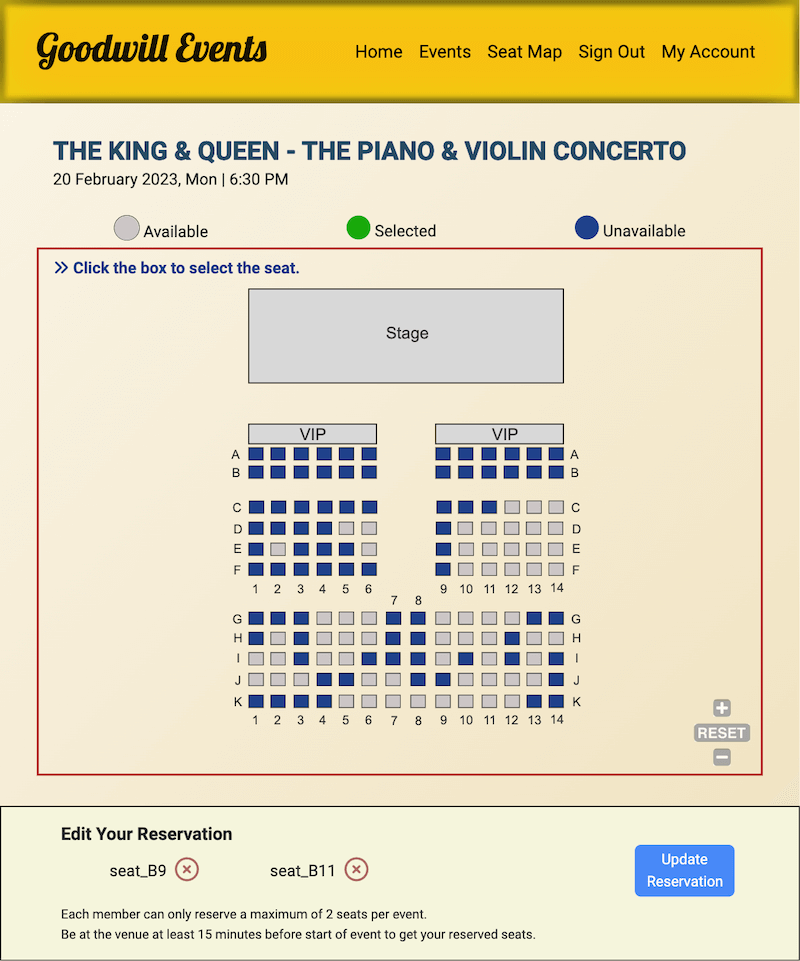 Goodwill Events
Home Events Seat Map Sign Out My Account
THE KING & QUEEN - THE PIANO & VIOLIN CONCERTO
20 February 2023, Mon | 6:30 PM
Available Selected Unavailable
Click the box to select the seat.
Stage
VIP VIP
A A
B B
C C
D D
E E
F F
1 2 3 4 5 6 9 10 11 12 13 14
7 8
G G
H H
I I
J J
K K
1 2 3 4 5 6 7 8 9 10 11 12 13 14
RESET
Edit Your Reservation
seat_B9 seat_B11
Update
Reservation
Each member can only reserve a maximum of 2 seats per event.
Be at the venue at least 15 minutes before start of event to get your reserved seats.